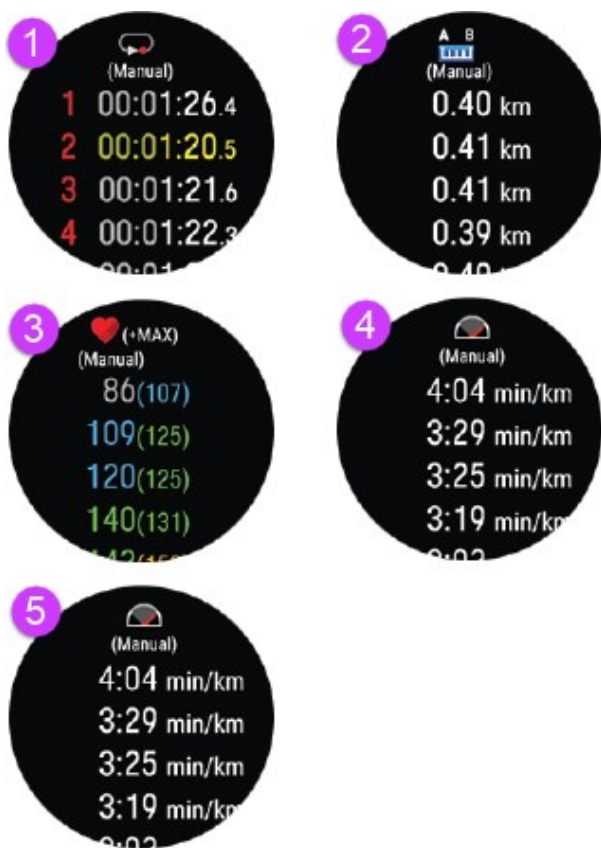 1
(Manual)
1 00:01:26.4
2 00:01:20.5
3 00:01:21.6
4 00:01:22.3
2
A B
(Manual)
0.40 km
0.41 km
0.41 km
0.39 km
3
(+MAX)
(Manual)
86(107)
109(125)
120(125)
140(131)
4
(Manual)
4:04 min/km
3:29 min/km
3:25 min/km
3:19 min/km
5
(Manual)
4:04 min/km
3:29 min/km
3:25 min/km
3:19 min/km